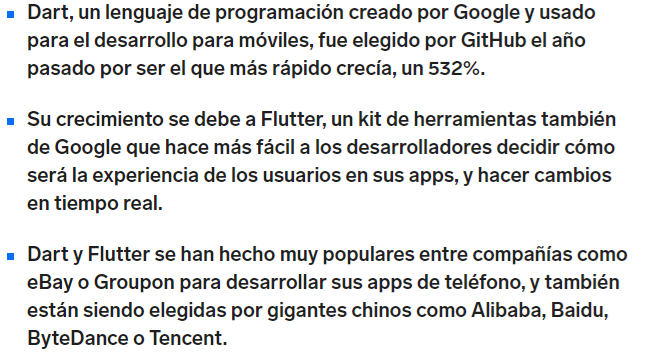 Dart, un lenguaje de programación creado por Google y usado
para el desarrollo para móviles, fue elegido por GitHub el año
pasado por ser el que más rápido crecía, un 532%.
Su crecimiento se debe a Flutter, un kit de herramientas también
de Google que hace más fácil a los desarrolladores decidir cómo
será la experiencia de los usuarios en sus apps, y hacer cambios
en tiempo real.
Dart y Flutter se han hecho muy populares entre compañías como
eBay o Groupon para desarrollar sus apps de teléfono, y también
están siendo elegidas por gigantes chinos como Alibaba, Baidu,
ByteDance o Tencent.